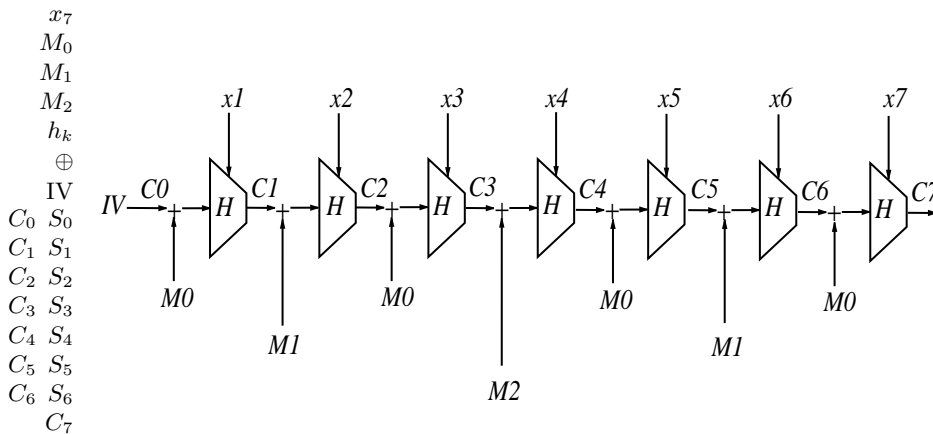 x₇
M₀
M₁
M₂
hₖ
⊕
IV
C₀ S₀
C₁ S₁
C₂ S₂
C₃ S₃
C₄ S₄
C₅ S₅
C₆ S₆
C₇
x1 x2 x3 x4 x5 x6 x7
IV C0 + H C1 + H C2 + H C3 + H C4 + H C5 + H C6 + H C7
M0 M0 M0 M0
M1 M1
M2